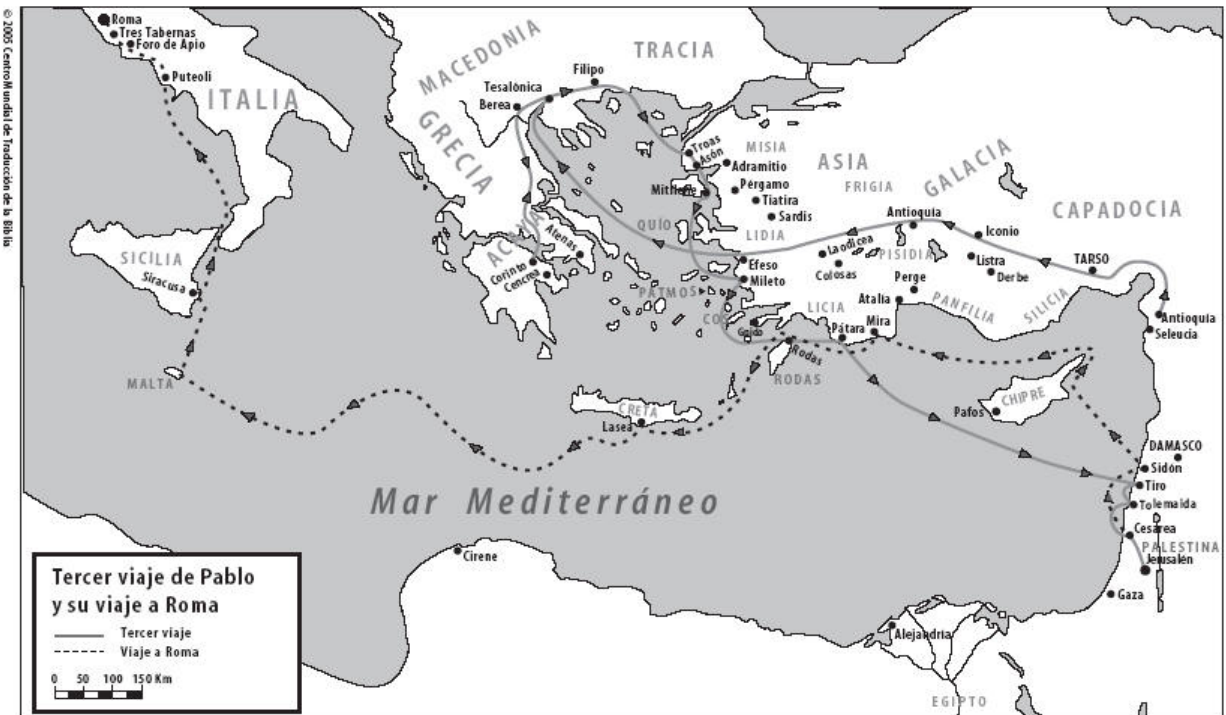 © 2005 Centro Mundial de Traducción de la Biblia
Roma
Tres Tabernas
Foro de Apio
Puteoli
ITALIA
SICILIA
Siracusa
MALTA
MACEDONIA
TRACIA
Filipo
Tesalónica
Berea
GRECIA
ACAYA
Atenas
Corinto
Cencrea
Troas
Asón
MISIA
Adramitio
ASIA
GALACIA
Mitilene
Pérgamo
FRIGIA
Tiatira
Sardis
CAPADOCIA
QUÍO
LIDIA
Antioquía
Iconio
Laodicea
PISIDIA
Listra
TARSO
Efeso
Colosas
Derbe
Mileto
Perge
PATMOS
LICIA
Atalia
PANFILIA
SILICIA
COS
Gnido
Pátara
Mira
Antioquía
Seleucia
Rodas
RODAS
CRETA
Lasea
CHIPRE
Pafos
DAMASCO
Sidón
Tiro
Tolemaida
Cesárea
PALESTINA
Jerusalén
Gaza
Mar Mediterráneo
Cirene
Alejandría
EGIPTO
Tercer viaje de Pablo
y su viaje a Roma
Tercer viaje
Viaje a Roma
0 50 100 150 Km